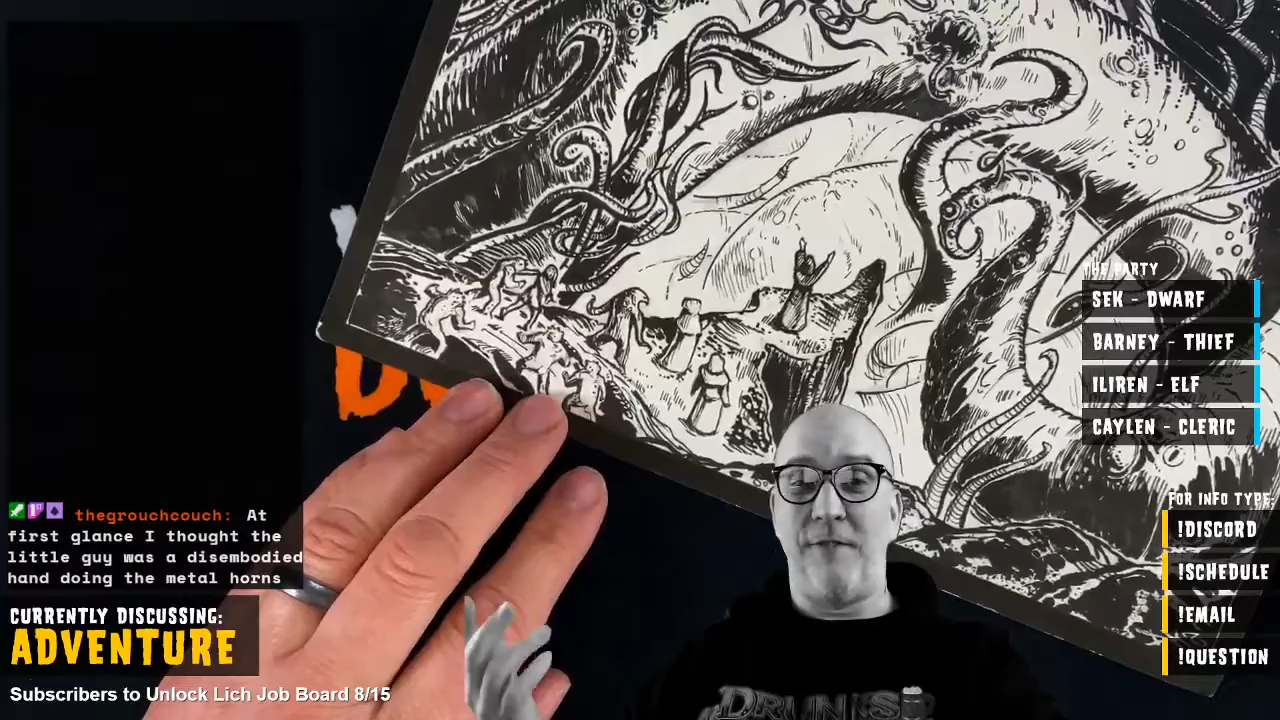 THE PARTY
SEK - DWARF
BARNEY - THIEF
ILIREN - ELF
CAYLEN - CLERIC
FOR INFO TYPE:
!DISCORD
!SCHEDULE
!EMAIL
!QUESTION
thegrouchcouch: At
first glance I thought the
little guy was a disembodied
hand doing the metal horns
CURRENTLY DISCUSSING:
ADVENTURE
Subscribers to Unlock Lich Job Board 8/15
DRUNKS